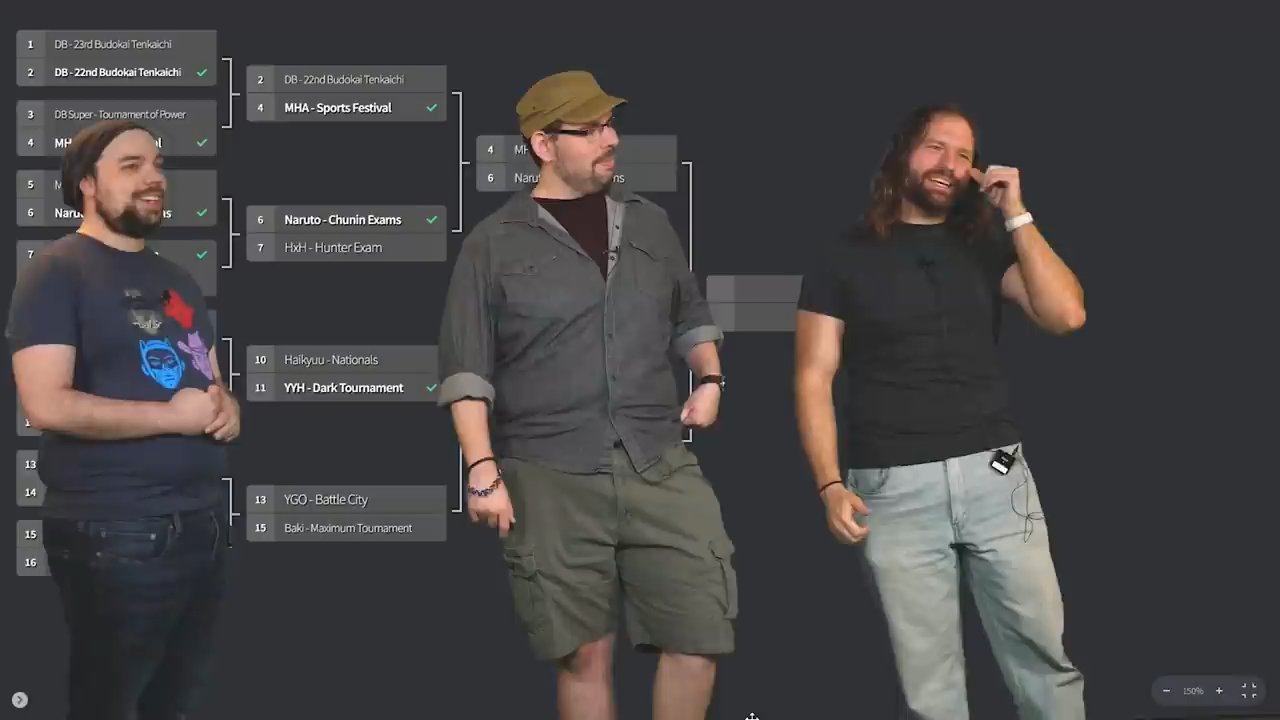 1 DB - 23rd Budokai Tenkaichi
2 DB - 22nd Budokai Tenkaichi
3 DB Super - Tournament of Power
4
5
6
7
13
14
15
16
2 DB - 22nd Budokai Tenkaichi
4 MHA - Sports Festival
6 Naruto - Chunin Exams
7 HxH - Hunter Exam
10 Haikyuu - Nationals
11 YYH - Dark Tournament
13 YGO - Battle City
15 Baki - Maximum Tournament
4
6
150%